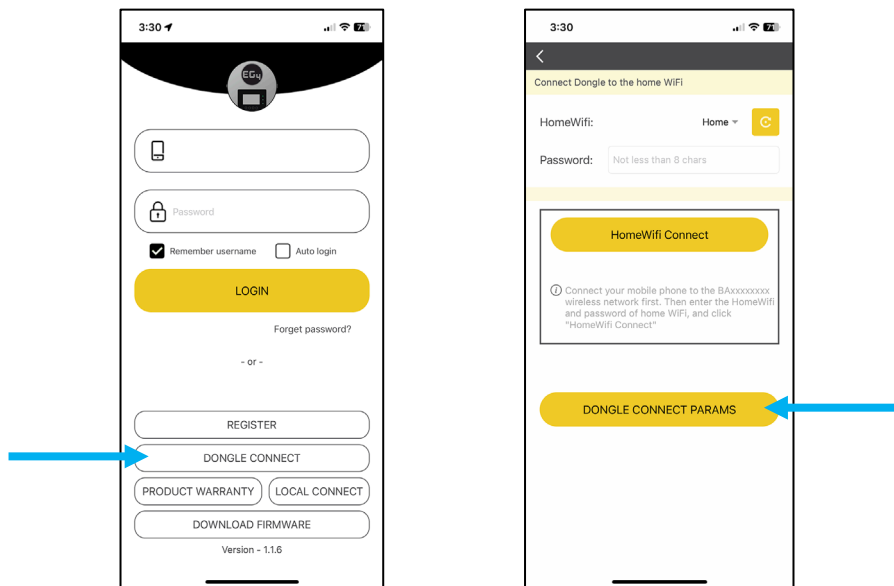 3:30
71
EG4
Password
Remember username
Auto login
LOGIN
Forget password?
- or -
REGISTER
DONGLE CONNECT
PRODUCT WARRANTY
LOCAL CONNECT
DOWNLOAD FIRMWARE
Version - 1.1.6
3:30
71
Connect Dongle to the home WiFi
HomeWifi:
Home
Password:
Not less than 8 chars
HomeWifi Connect
Connect your mobile phone to the BAxxxxxxxx
wireless network first. Then enter the HomeWifi
and password of home WiFi, and click
"HomeWifi Connect"
DONGLE CONNECT PARAMS